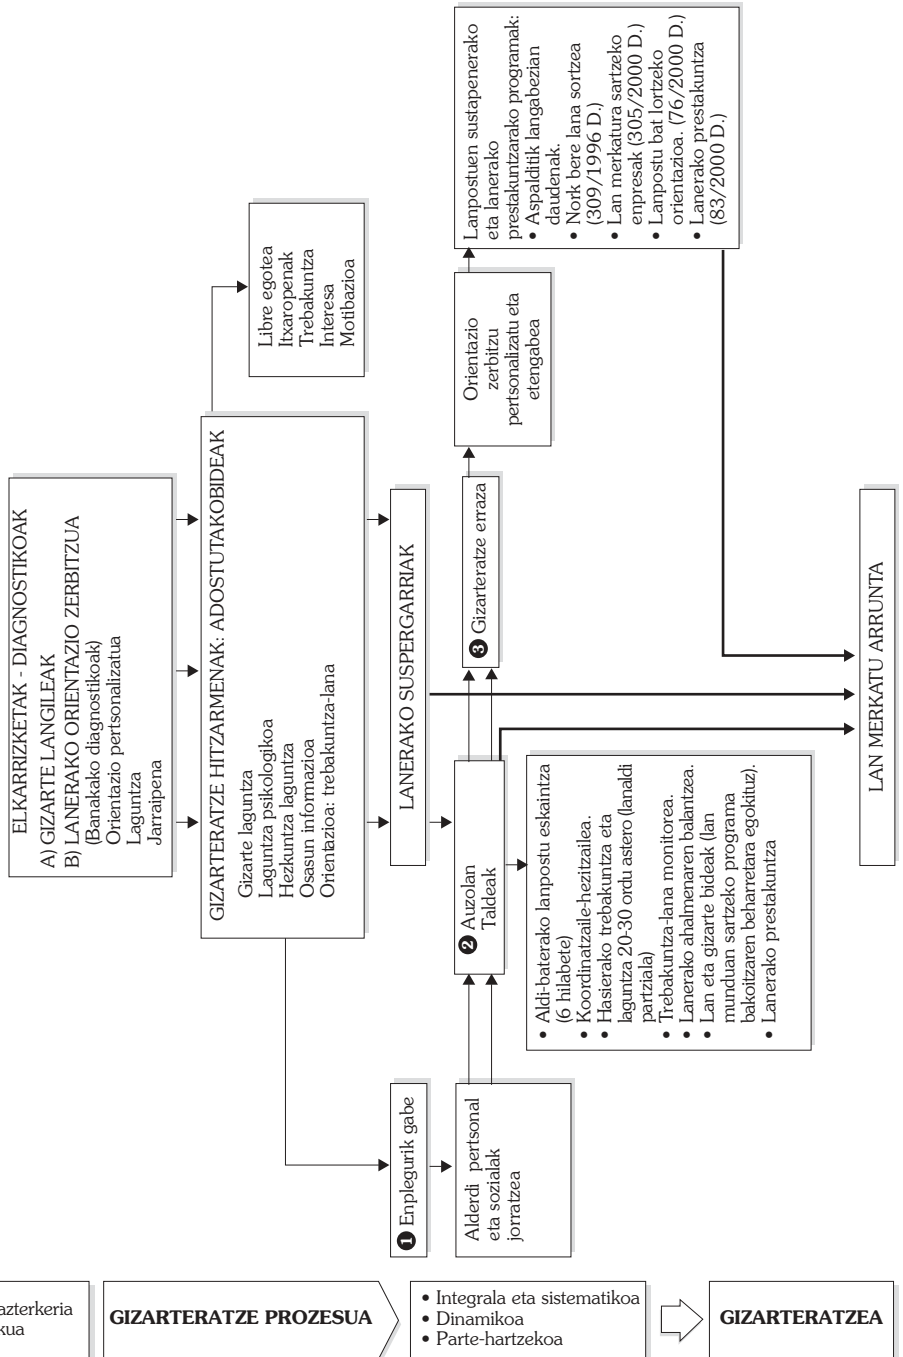 ELKARRIZKETAK - DIAGNOSTIKOAK
A) GIZARTE LANGILEAK
B) LANERAKO ORIENTAZIO ZERBITZUA
(Banakako diagnostikoak)
Orientazio pertsonalizatua
Laguntza
Jarraipena
GIZARTERATZE HITZARMENAK: ADOSTUTAKOBIDEAK
Gizarte laguntza
Laguntza psikologikoa
Hezkuntza laguntza
Osasun informazioa
Orientazioa: trebakuntza-lana
Libre egotea
Itxaropenak
Trebakuntza
Interesa
Motibazioa
LANERAKO SUSPERGARRIAK
❶ Enplegurik gabe
Alderdi pertsonal
eta sozialak
jorratzea
❷ Auzolan
Taldeak
• Aldi-baterako lanpostu eskaintza
(6 hilabete)
• Koordinatzaile-hezitzailea.
• Hasierako trebakuntza eta
laguntza 20-30 ordu astero (lanaldi
partziala)
• Trebakuntza-lana monitorea.
• Lanerako ahalmenaren balantzea.
• Lan eta gizarte bideak (lan
munduan sartzeko programa
bakoitzaren beharretara egokituz).
• Lanerako prestakuntza
❸ Gizarteratze erraza
Orientazio
zerbitzu
pertsonalizatu eta
etengabea
Lanpostuen sustapenerako
eta lanerako
prestakuntzarako programak:
• Aspalditik langabezian
daudenak.
• Nork bere lana sortzea
(309/1996 D.)
• Lan merkatura sartzeko
enpresak (305/2000 D.)
• Lanpostu bat lortzeko
orientazioa. (76/2000 D.)
• Lanerako prestakuntza
(83/2000 D.)
LAN MERKATU ARRUNTA
GIZARTERATZE PROZESUA
• Integrala eta sistematikoa
• Dinamikoa
• Parte-hartzekoa
GIZARTERATZEA